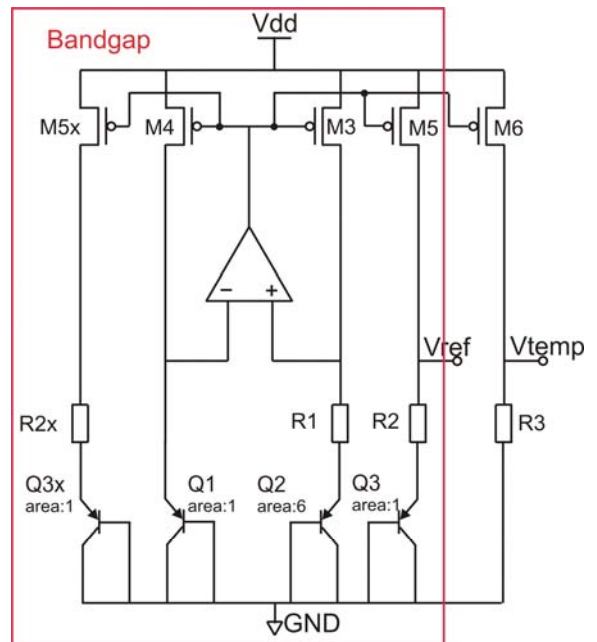 Bandgap
Vdd
M5x
M4
M3
M5
M6
−
+
Vref
Vtemp
R2x
R1
R2
R3
Q3x
area:1
Q1
area:1
Q2
area:6
Q3
area:1
GND